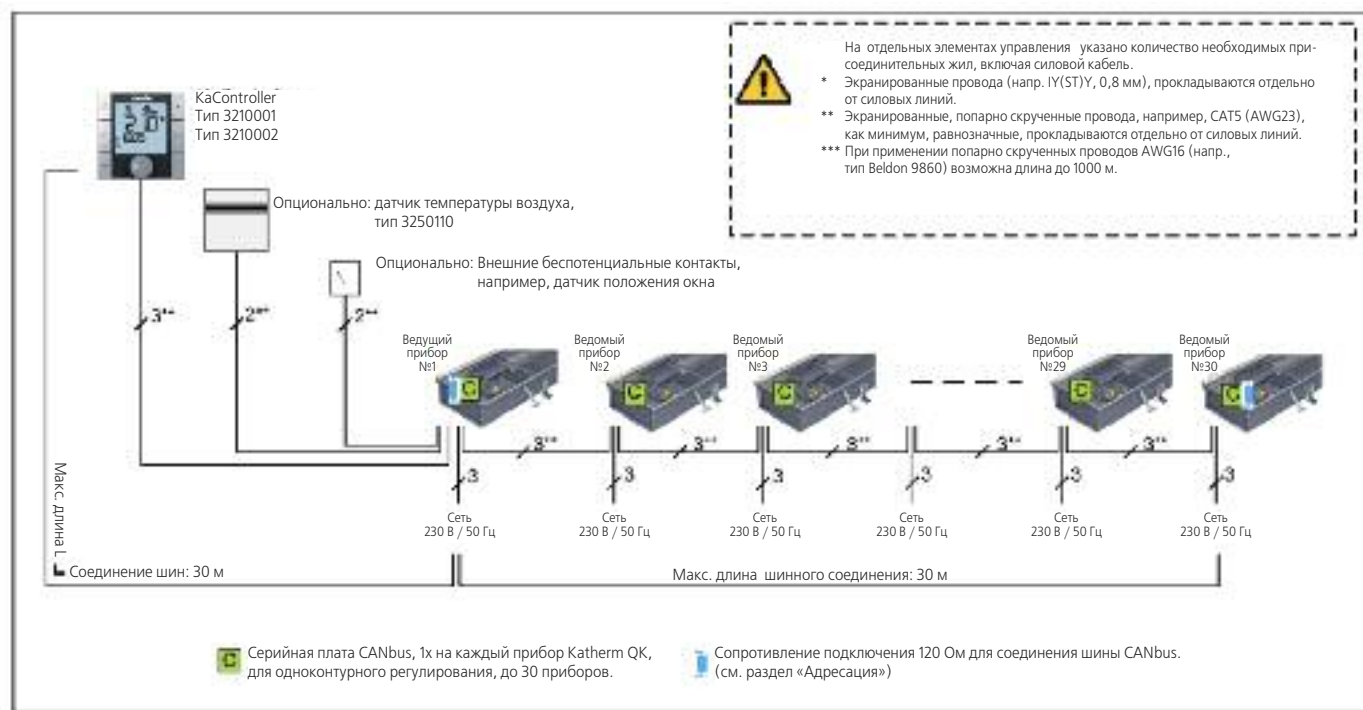 На отдельных элементах управления указано количество необходимых при-
соединительных жил, включая силовой кабель.
* Экранированные провода (напр. IY(ST)Y, 0,8 мм), прокладываются отдельно
от силовых линий.
** Экранированные, попарно скрученные провода, например, CAT5 (AWG23),
как минимум, равнозначные, прокладываются отдельно от силовых линий.
*** При применении попарно скрученных проводов AWG16 (напр.,
тип Beldon 9860) возможна длина до 1000 м.
KaController
Тип 3210001
Тип 3210002
Опционально: датчик температуры воздуха,
тип 3250110
Опционально: Внешние беспотенциальные контакты,
например, датчик положения окна
3** 2** 2**
Ведущий
прибор
№1
Ведомый
прибор
№2
Ведомый
прибор
№3
Ведомый
прибор
№29
Ведомый
прибор
№30
3** 3** 3** 3** 3**
3 3 3 3 3 3
Сеть
230 В / 50 Гц
Сеть
230 В / 50 Гц
Сеть
230 В / 50 Гц
Сеть
230 В / 50 Гц
Сеть
230 В / 50 Гц
Сеть
230 В / 50 Гц
Макс. длина L
Соединение шин: 30 м
Макс. длина шинного соединения: 30 м
Серийная плата CANbus, 1x на каждый прибор Katherm QK,
для одноконтурного регулирования, до 30 приборов.
Сопротивление подключения 120 Ом для соединения шины CANbus.
(см. раздел «Адресация»)